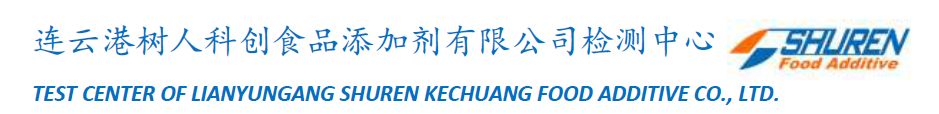 连云港树人科创食品添加剂有限公司检测中心
SHUREN
Food Additive
TEST CENTER OF LIANYUNGANG SHUREN KECHUANG FOOD ADDITIVE CO., LTD.